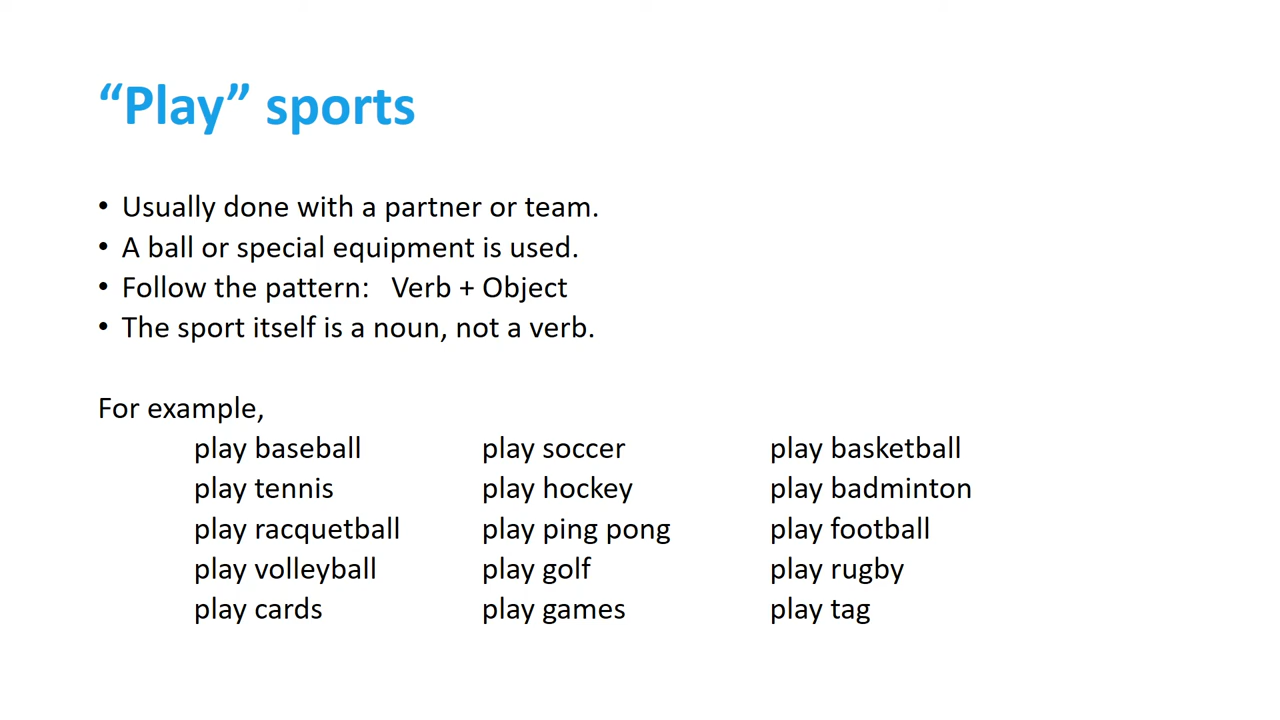 “Play” sports
• Usually done with a partner or team.
• A ball or special equipment is used.
• Follow the pattern: Verb + Object
• The sport itself is a noun, not a verb.
For example,
play baseball play soccer play basketball
play tennis play hockey play badminton
play racquetball play ping pong play football
play volleyball play golf play rugby
play cards play games play tag